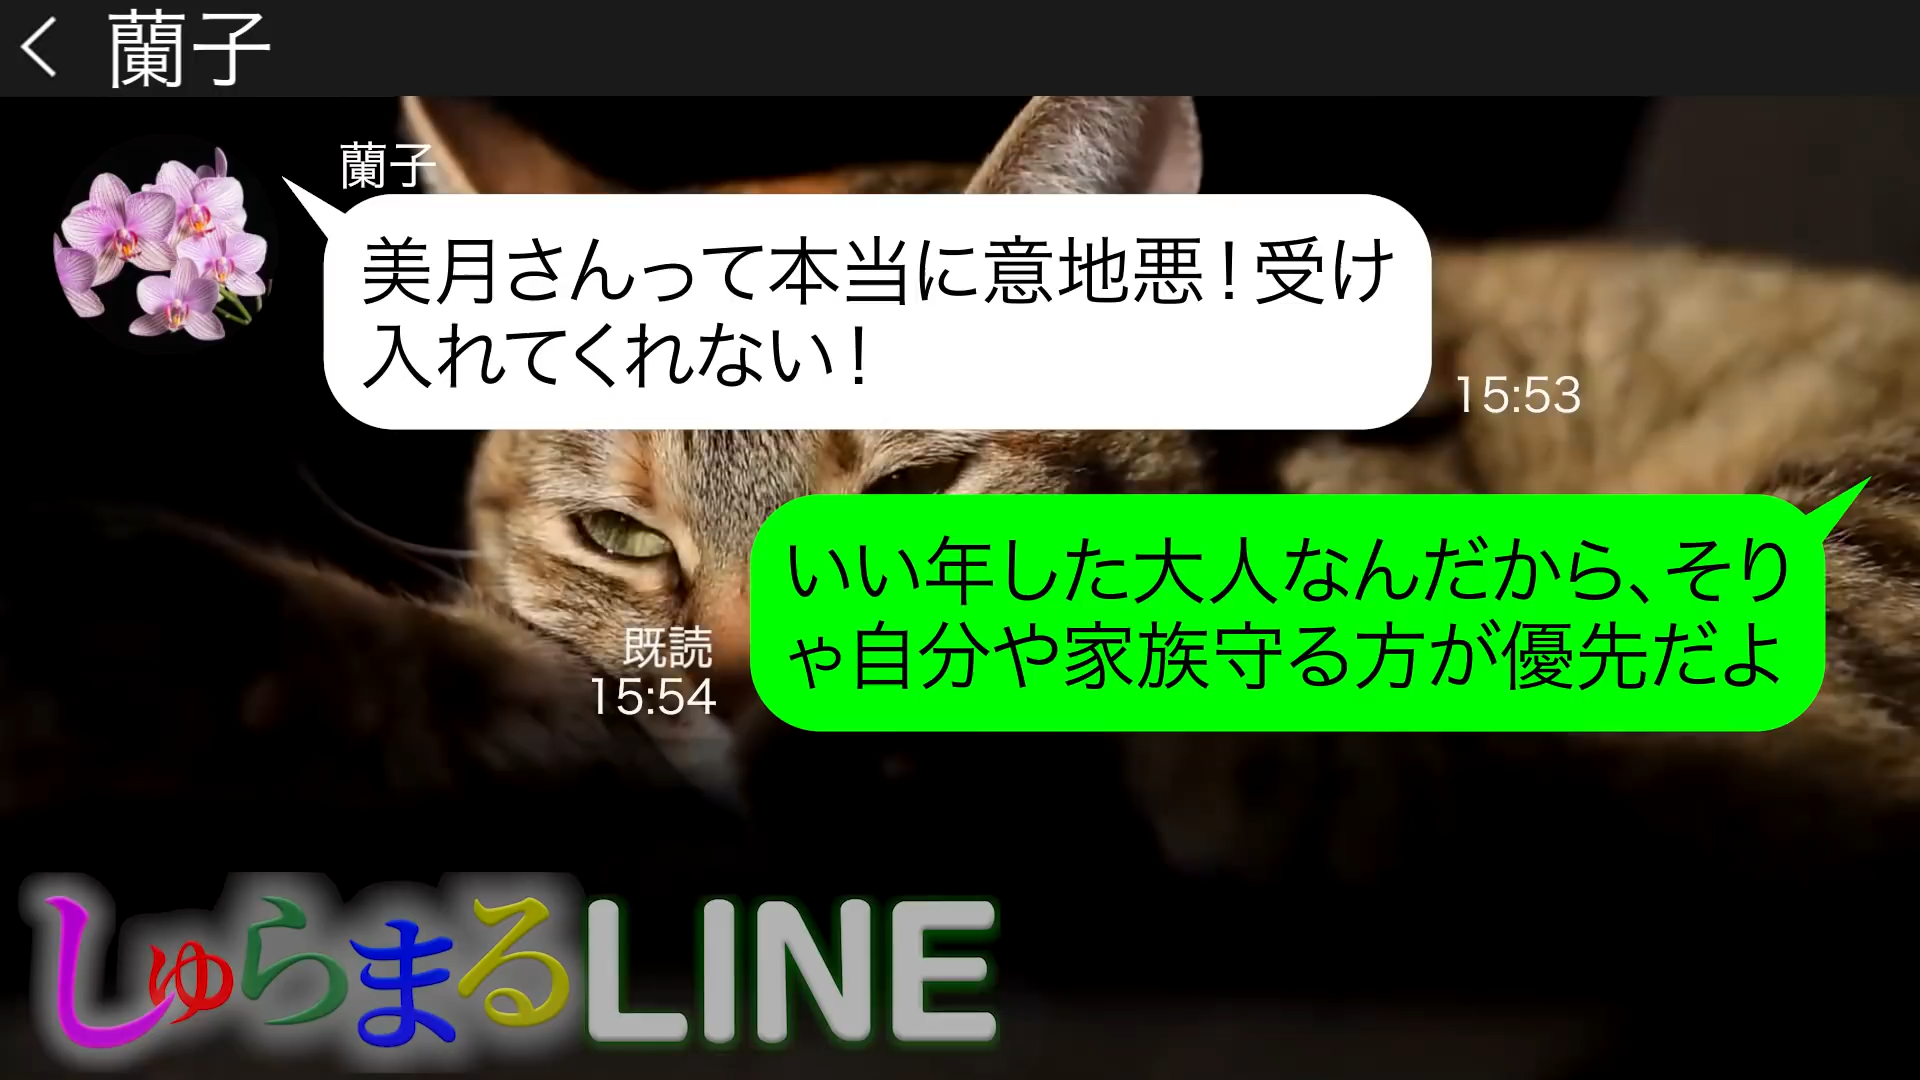 蘭子
蘭子
美月さんって本当に意地悪！受け
入れてくれない！
15:53
いい年した大人なんだから、そり
ゃ自分や家族守る方が優先だよ
既読
15:54
しゅらまるLINE